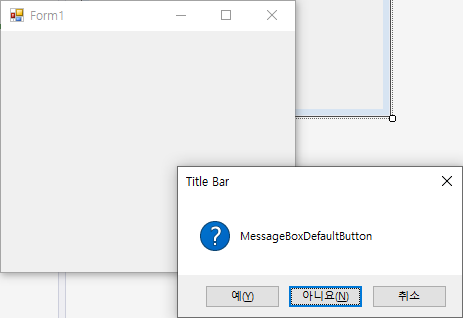 Form1
Title Bar
MessageBoxDefaultButton
예(Y)
아니요(N)
취소